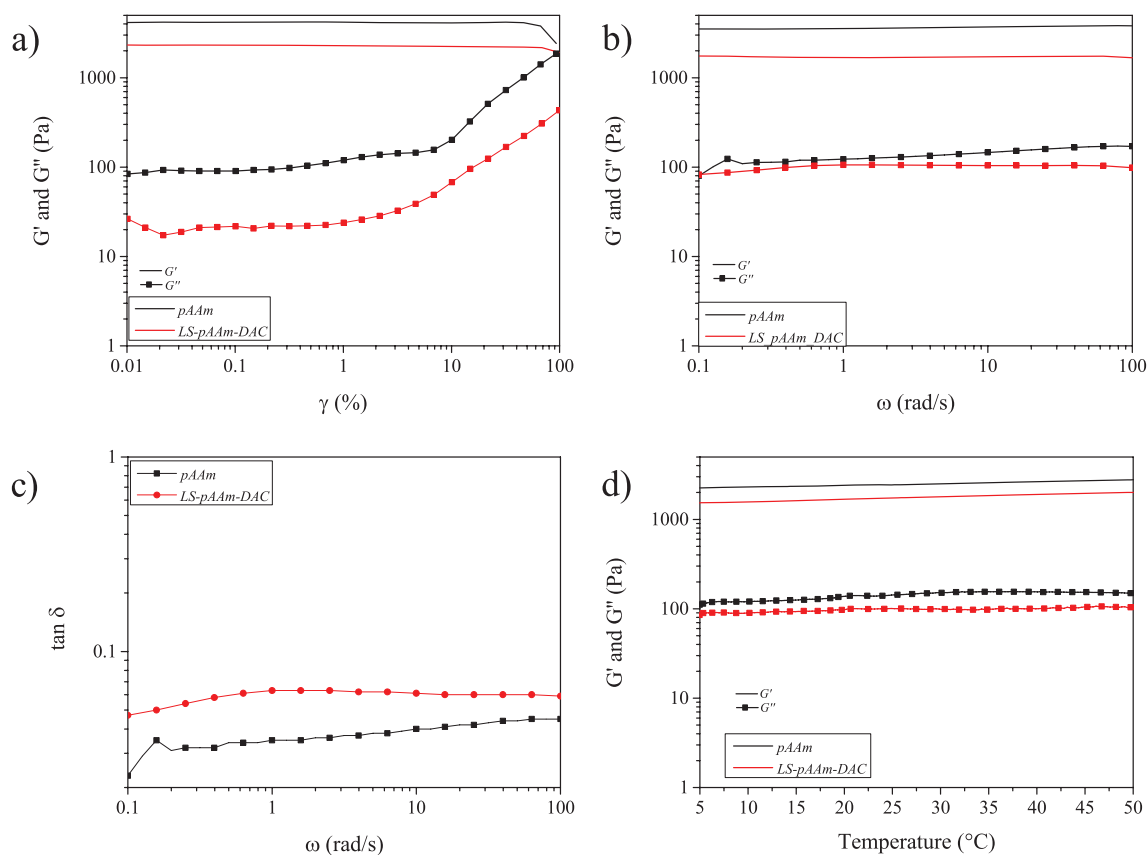 a)
G' and G'' (Pa)
1000
100
10
1
G'
G''
pAAm
LS-pAAm-DAC
0.01 0.1 1 10 100
γ (%)
b)
G' and G'' (Pa)
1000
100
10
1
G'
G''
pAAm
LS_pAAm_DAC
0.1 1 10 100
ω (rad/s)
c)
tan δ
1
0.1
pAAm
LS-pAAm-DAC
0.1 1 10 100
ω (rad/s)
d)
G' and G'' (Pa)
1000
100
10
1
G'
G''
pAAm
LS-pAAm-DAC
5 10 15 20 25 30 35 40 45 50
Temperature (°C)